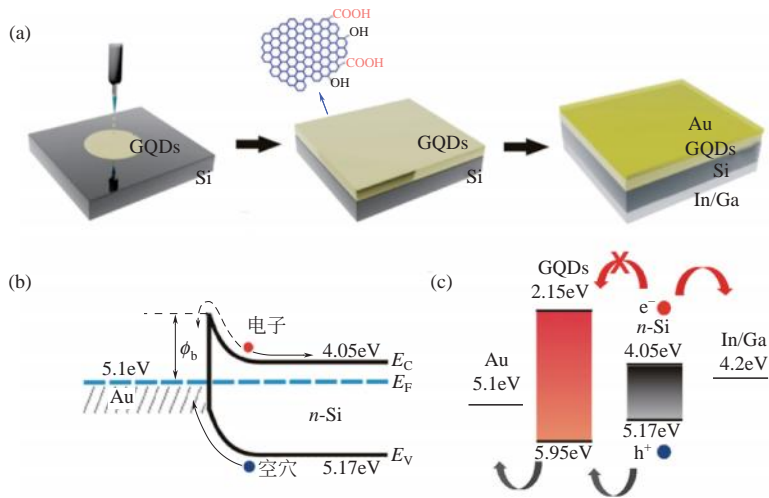 (a)
COOH
OH
COOH
OH
GQDs
Si
GQDs
Si
Au
GQDs
Si
In/Ga
(b)
电子
ϕb
4.05eV
EC
5.1eV
EF
Au
n-Si
EV
空穴
5.17eV
(c)
GQDs
2.15eV
X
e−
n-Si
4.05eV
In/Ga
4.2eV
Au
5.1eV
5.17eV
5.95eV
h+